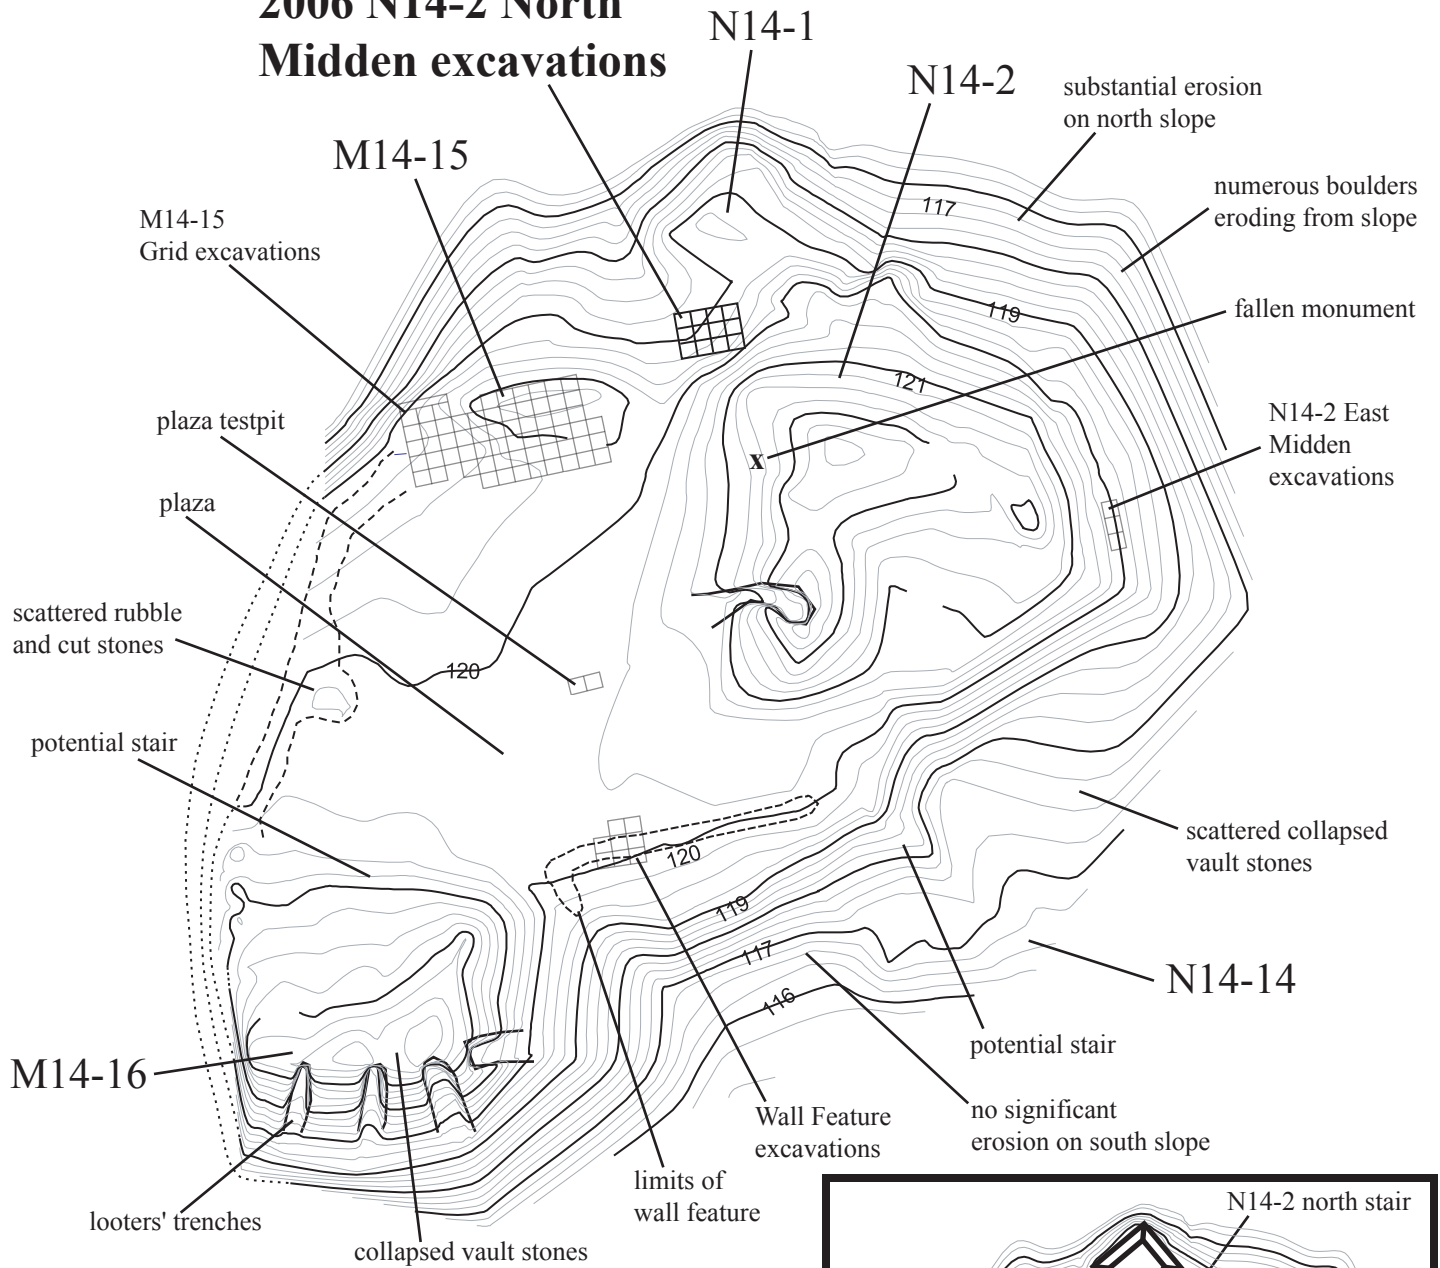 2006 N14-2 North
Midden excavations
N14-1
N14-2
substantial erosion
on north slope
M14-15
numerous boulders
eroding from slope
M14-15
Grid excavations
117
fallen monument
119
121
plaza testpit
N14-2 East
Midden
excavations
x
plaza
scattered rubble
and cut stones
120
potential stair
scattered collapsed
vault stones
120
119
117
N14-14
116
potential stair
M14-16
Wall Feature
excavations
no significant
erosion on south slope
limits of
wall feature
looters' trenches
collapsed vault stones
N14-2 north stair